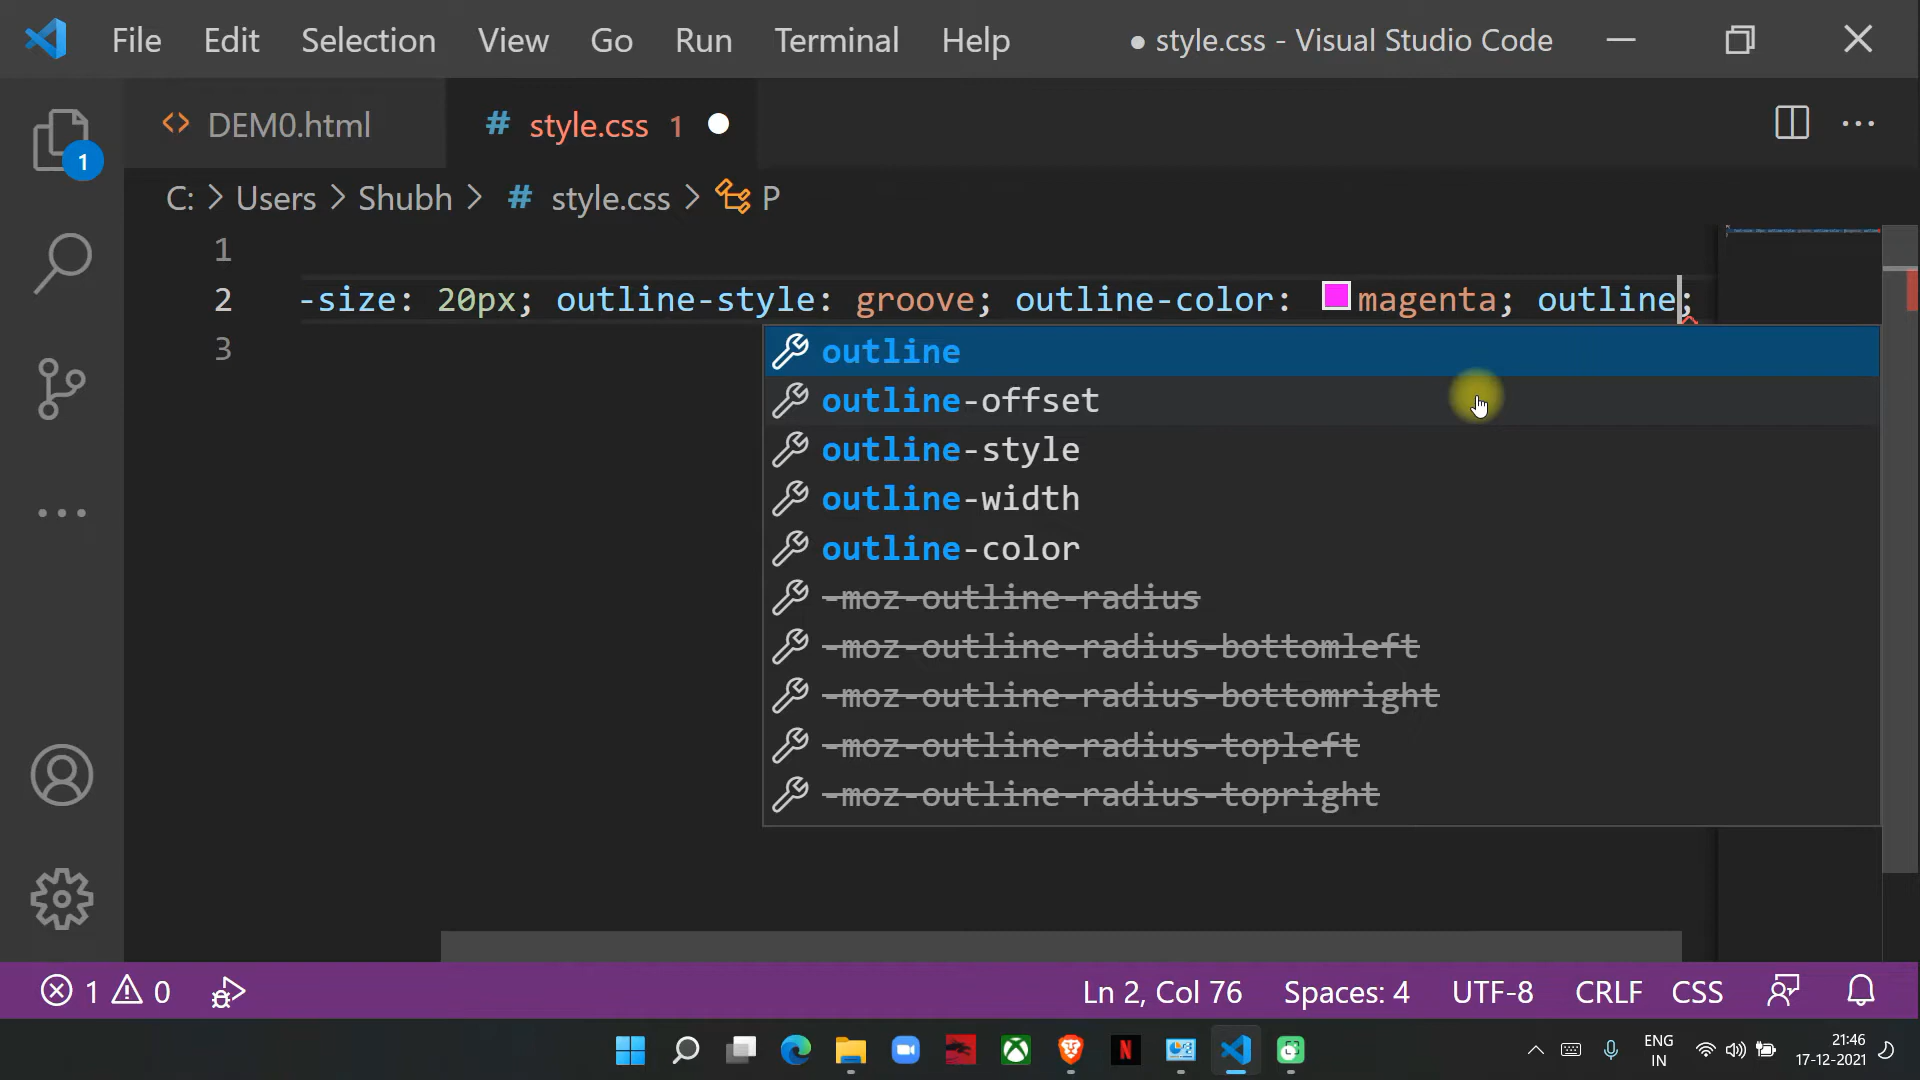 File Edit Selection View Go Run Terminal Help ● style.css - Visual Studio Code
<> DEM0.html # style.css 1
1
C: > Users > Shubh > # style.css > P
1
2 -size: 20px; outline-style: groove; outline-color: magenta; outline;
3
outline
outline-offset
outline-style
outline-width
outline-color
-moz-outline-radius
-moz-outline-radius-bottomleft
-moz-outline-radius-bottomright
-moz-outline-radius-topleft
-moz-outline-radius-topright
1 0 Ln 2, Col 76 Spaces: 4 UTF-8 CRLF CSS
N ENG 21:46
IN 17-12-2021